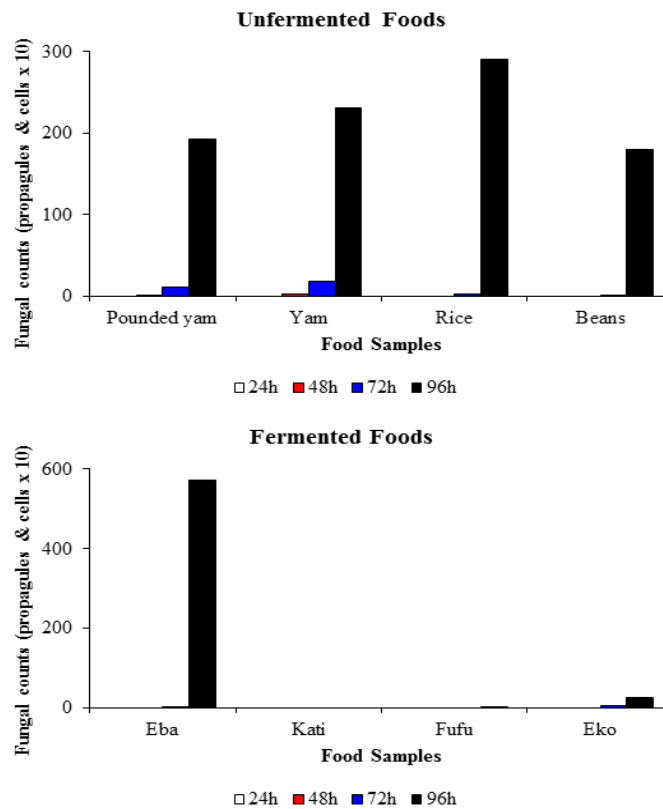 Unfermented Foods
Fungal counts (propagules & cells x 10)
300
200
100
0
Pounded yam Yam Rice Beans
Food Samples
24h 48h 72h 96h
Fermented Foods
Fungal counts (propagules & cells x 10)
600
400
200
0
Eba Kati Fufu Eko
Food Samples
24h 48h 72h 96h